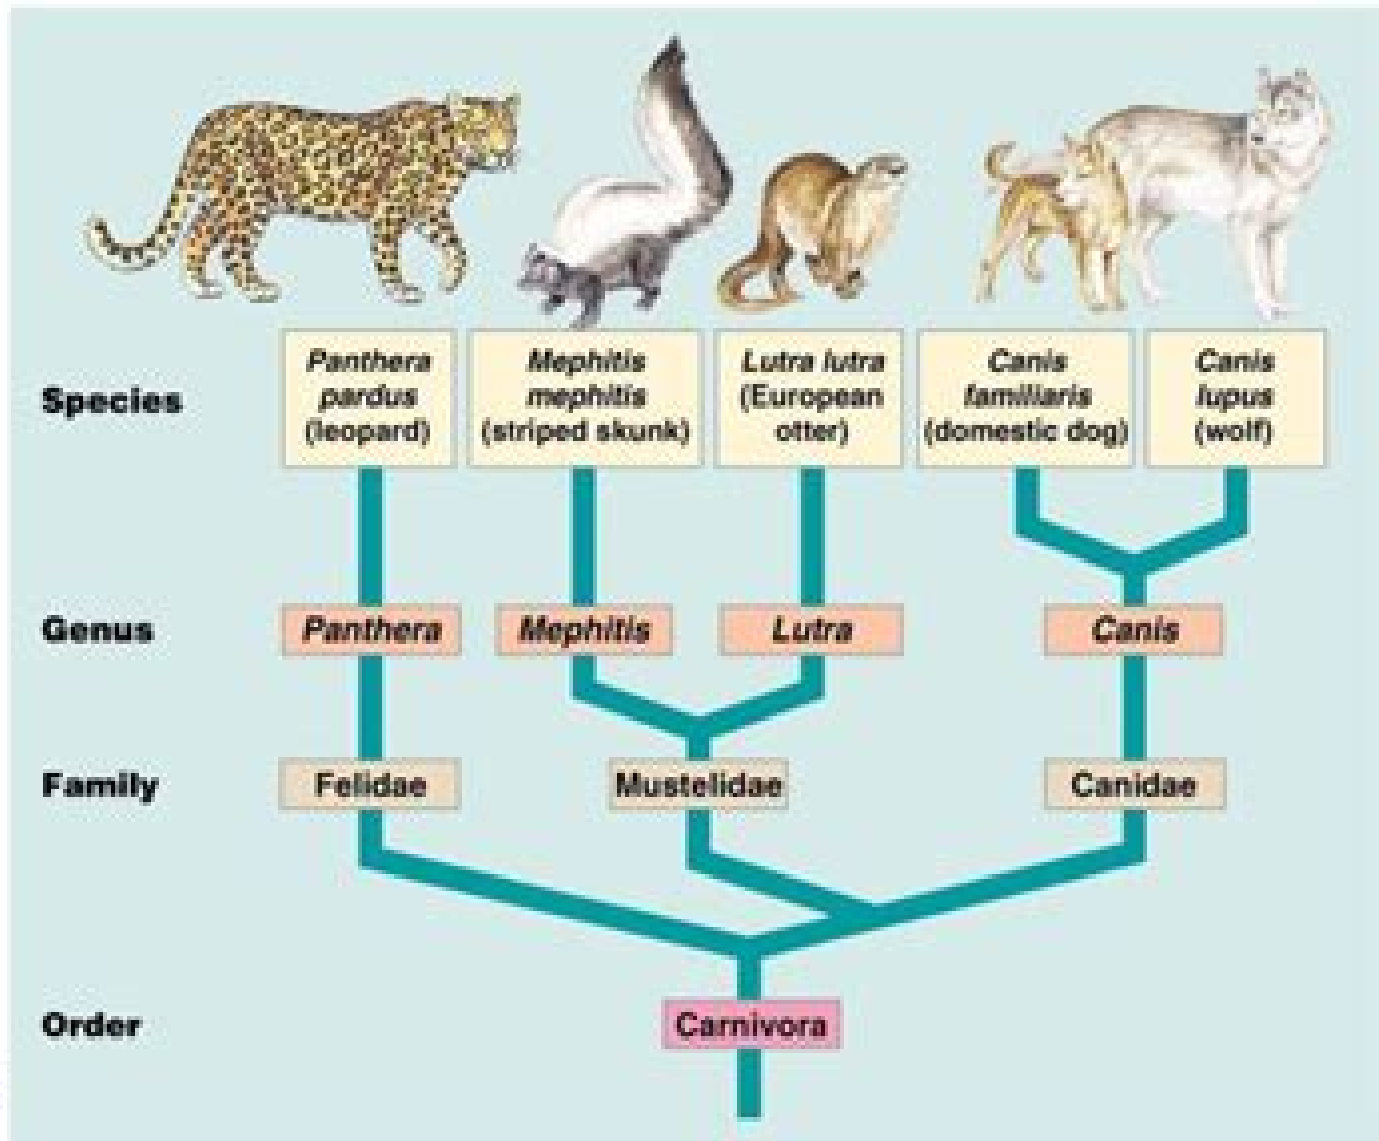 Panthera
pardus
(leopard)
Mephitis
mephitis
(striped skunk)
Lutra lutra
(European
otter)
Canis
familiaris
(domestic dog)
Canis
lupus
(wolf)
Species
Genus
Panthera
Mephitis
Lutra
Canis
Family
Felidae
Mustelidae
Canidae
Order
Carnivora